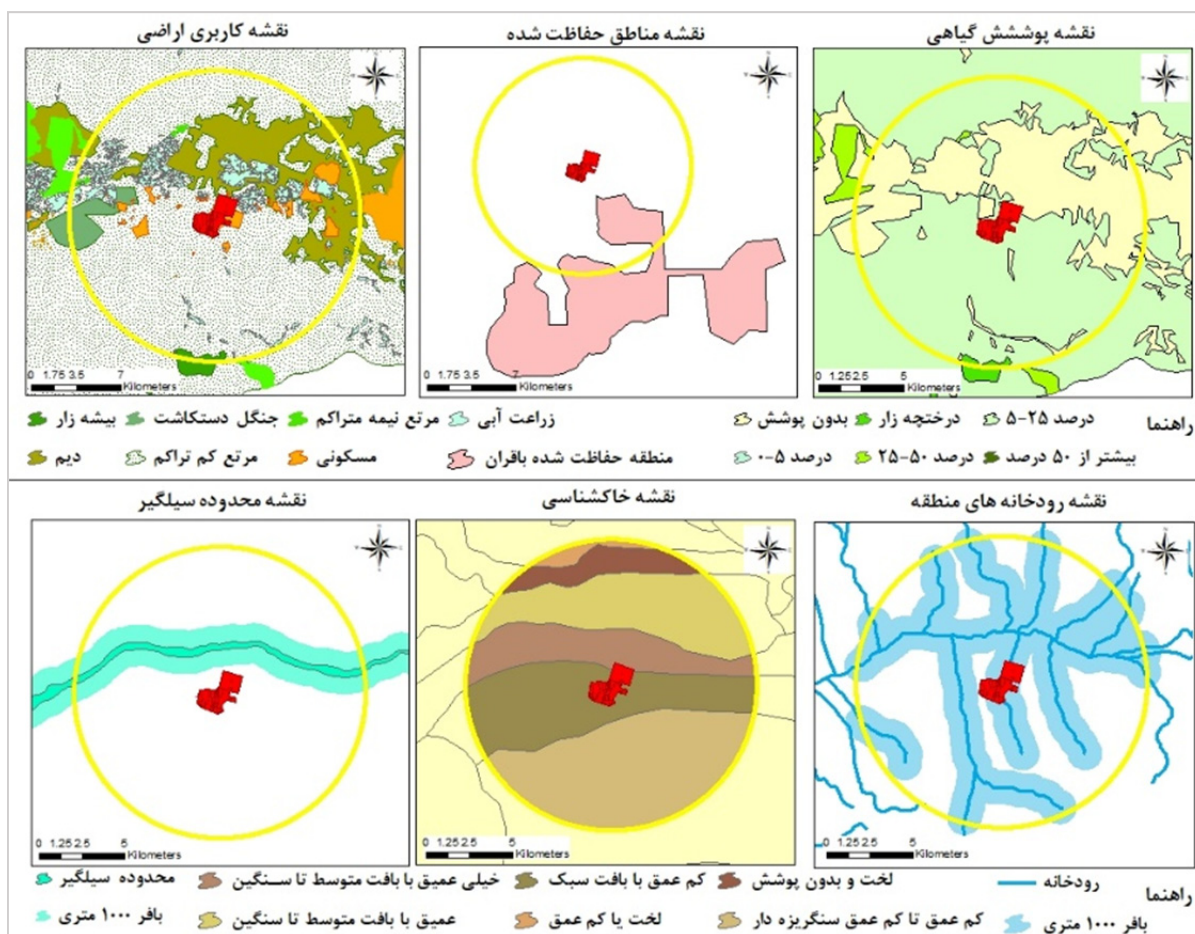 نقشه کاربری اراضی
نقشه مناطق حفاظت شده
نقشه پوششش گیاهی
0 1.75 3.5 7
Kilometers
0 1.75 3.5 7
Kilometers
0 1.25 2.5 5
Kilometers
راهنما
درصد ۲۵-۵
درختچه زار
بدون پوشش
زراعت آبی
مرتع نیمه متراکم
جنگل دستکاشت
بیشه زار
بیشتر از ۵۰ درصد
درصد ۵۰-۲۵
درصد ۵-۰
منطقه حفاظت شده باقران
مسکونی
مرتع کم تراکم
دیم
نقشه محدوده سیلگیر
نقشه خاکشناسی
نقشه رودخانه های منطقه
0 1.25 2.5 5
Kilometers
0 1.25 2.5 5
Kilometers
0 1.25 2.5 5
Kilometers
راهنما
رودخانه
لخت و بدون پوشش
کم عمق با بافت سبک
خیلی عمیق با بافت متوسط تا سنگین
محدوده سیلگیر
بافر ۱۰۰۰ متری
کم عمق تا کم عمق سنگریزه دار
لخت یا کم عمق
عمیق با بافت متوسط تا سنگین
بافر ۱۰۰۰ متری